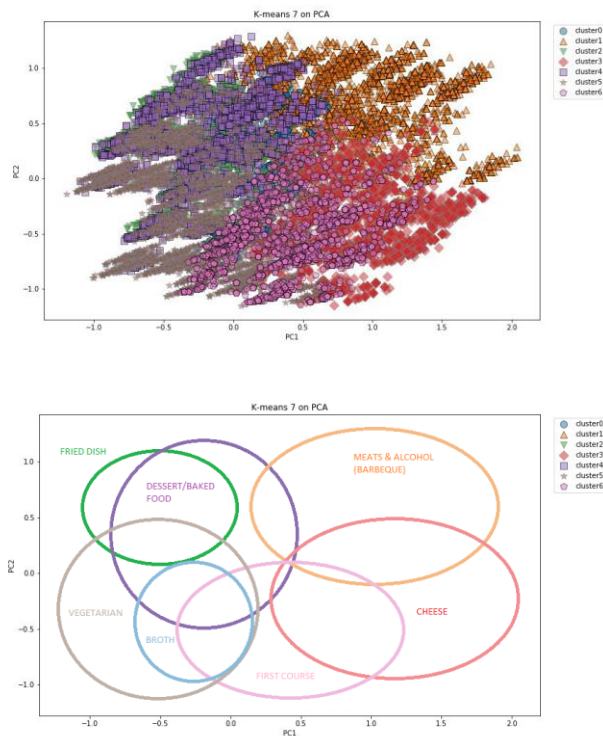 K-means 7 on PCA
cluster0
cluster1
cluster2
cluster3
cluster4
cluster5
cluster6
PC2
1.0
0.5
0.0
−0.5
−1.0
−1.0
−0.5
0.0
0.5
1.0
1.5
2.0
PC1
K-means 7 on PCA
cluster0
cluster1
cluster2
cluster3
cluster4
cluster5
cluster6
PC2
1.0
0.5
0.0
−0.5
−1.0
FRIED DISH
DESSERT/BAKED
FOOD
MEATS & ALCOHOL
(BARBEQUE)
VEGETARIAN
BROTH
CHEESE
FIRST COURSE
−1.0
−0.5
0.0
0.5
1.0
1.5
2.0
PC1